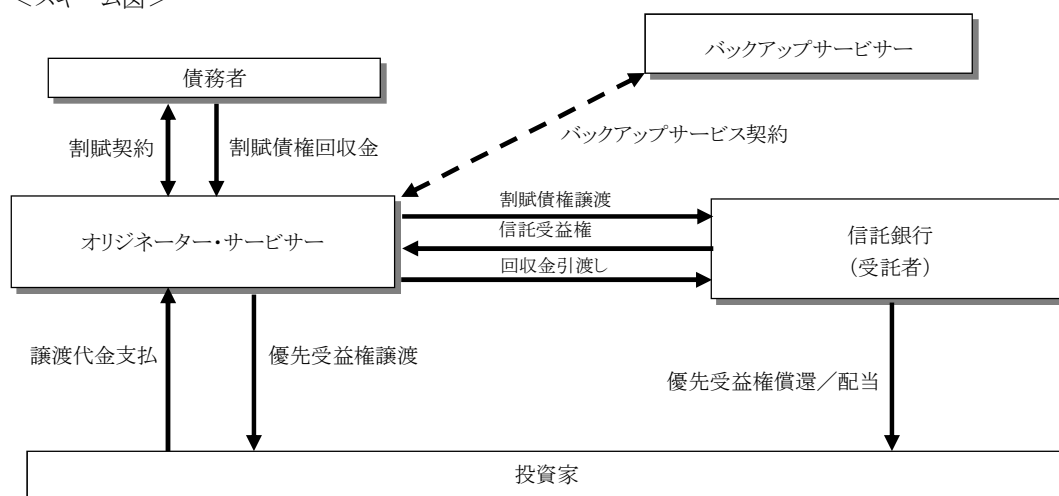 ＜スキーム図＞
バックアップサービサー
債務者
バックアップサービス契約
割賦契約
割賦債権回収金
割賦債権譲渡
信託受益権
オリジネーター・サービサー
信託銀行
（受託者）
回収金引渡し
譲渡代金支払
優先受益権譲渡
優先受益権償還／配当
投資家